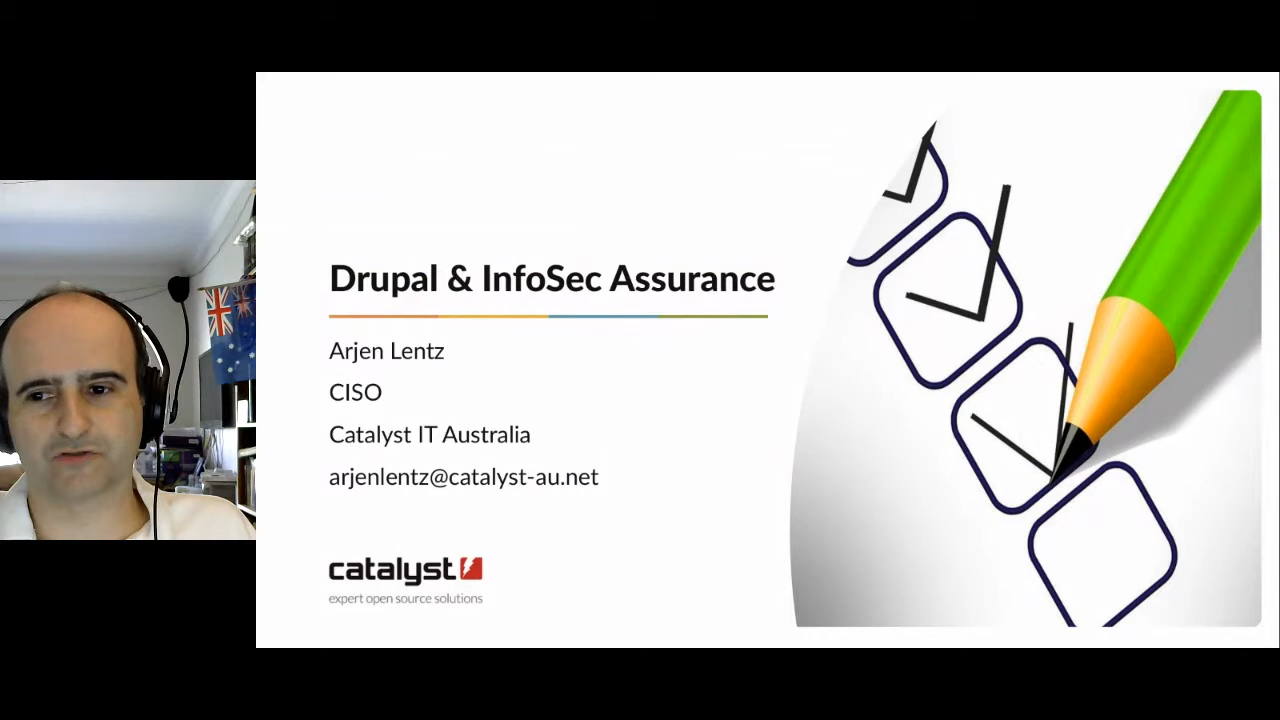 Drupal & InfoSec Assurance
Arjen Lentz
CISO
Catalyst IT Australia
arjenlentz@catalyst-au.net
catalyst
expert open source solutions